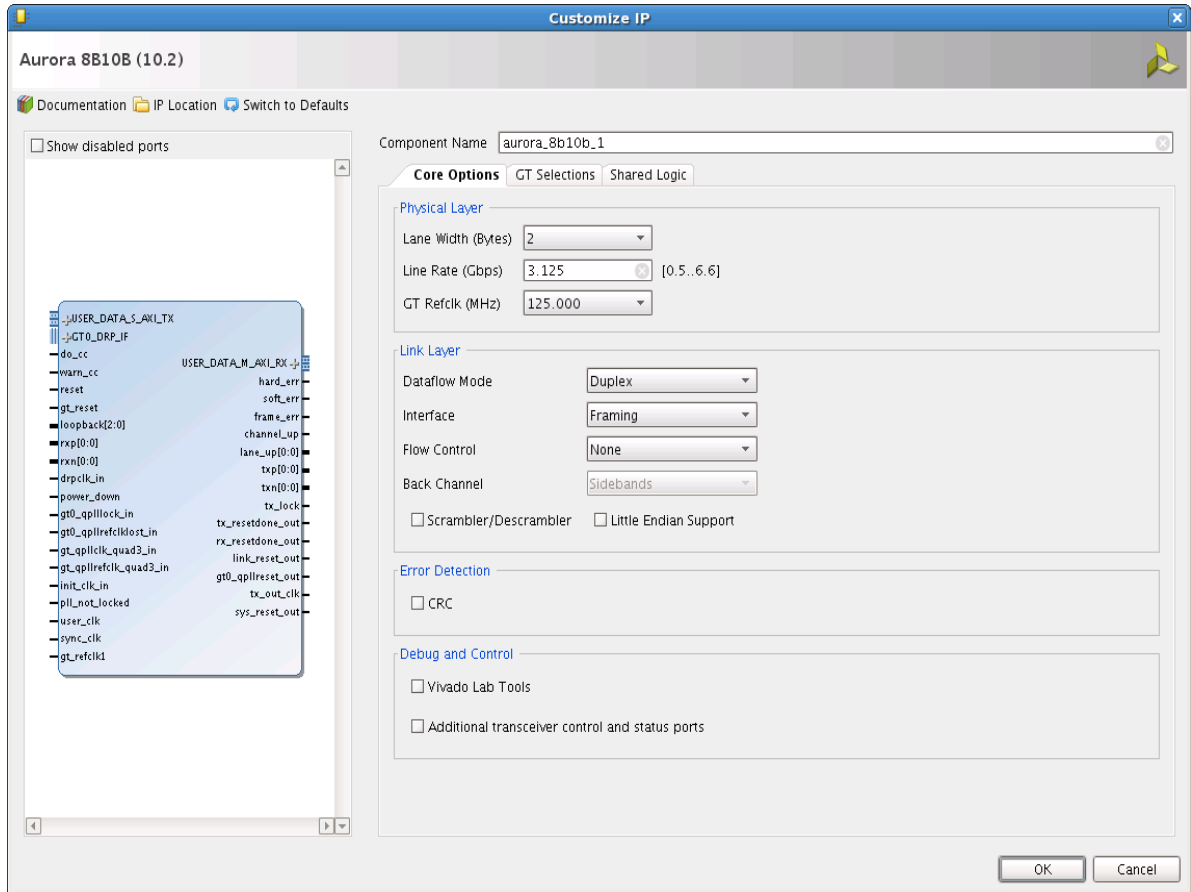 Customize IP
Aurora 8B10B (10.2)
Documentation IP Location Switch to Defaults
Show disabled ports
USER_DATA_S_AXI_TX
GT0_DRP_IF
do_cc
warn_cc
reset
gt_reset
loopback[2:0]
rxp[0:0]
rxn[0:0]
drpclk_in
power_down
gt0_qplllock_in
gt0_qpllrefclklost_in
gt_qpllclk_quad3_in
gt_qpllrefclk_quad3_in
init_clk_in
pll_not_locked
user_clk
sync_clk
gt_refclk1
USER_DATA_M_AXI_RX
hard_err
soft_err
frame_err
channel_up
lane_up[0:0]
txp[0:0]
txn[0:0]
tx_lock
tx_resetdone_out
rx_resetdone_out
link_reset_out
gt0_qpllreset_out
tx_out_clk
sys_reset_out
Component Name aurora_8b10b_1
Core Options GT Selections Shared Logic
Physical Layer
Lane Width (Bytes) 2
Line Rate (Gbps) 3.125 [0.5..6.6]
GT Refclk (MHz) 125.000
Link Layer
Dataflow Mode Duplex
Interface Framing
Flow Control None
Back Channel Sidebands
Scrambler/Descrambler Little Endian Support
Error Detection
CRC
Debug and Control
Vivado Lab Tools
Additional transceiver control and status ports
OK Cancel